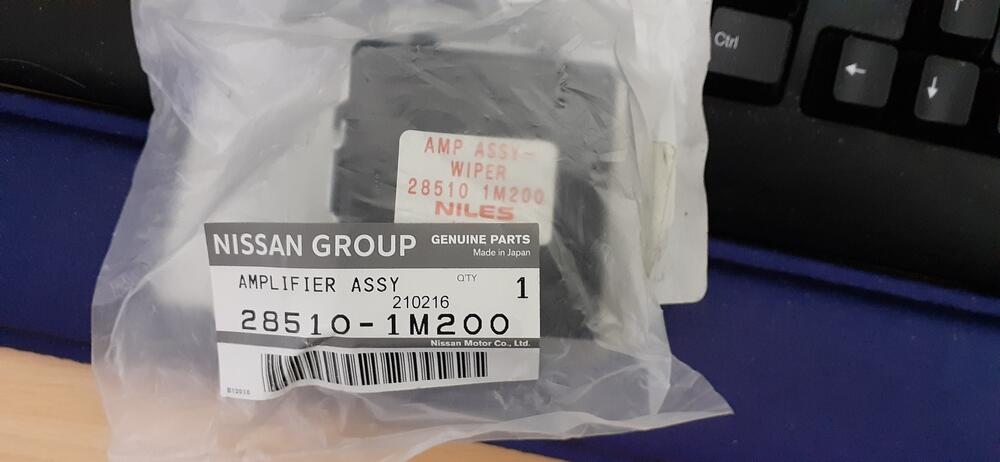 Ctrl
←
↓
AMP ASSY-
WIPER
28510 1M200
NILES
NISSAN GROUP
GENUINE PARTS
Made in Japan
AMPLIFIER ASSY
Q'TY
1
210216
28510-1M200
Nissan Motor Co., Ltd.